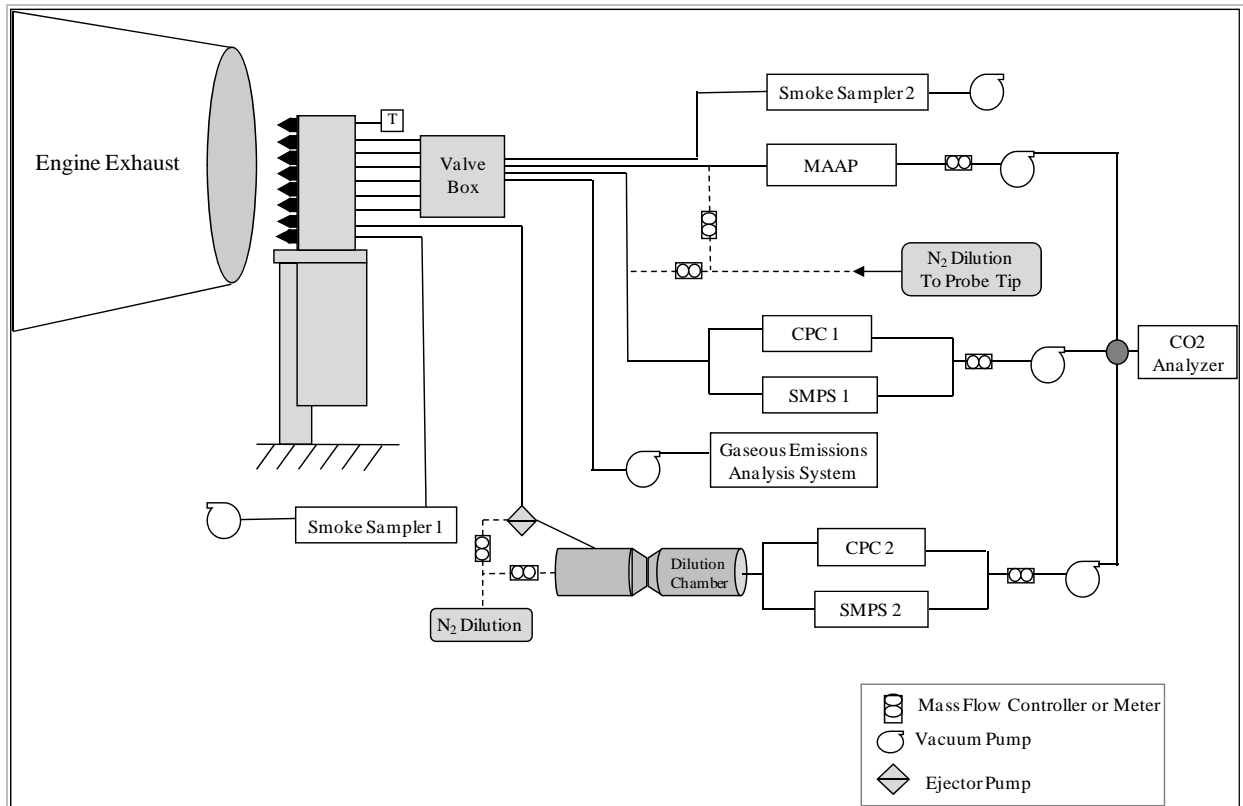 Engine Exhaust
T
Valve
Box
Smoke Sampler 2
MAAP
N₂ Dilution
To Probe Tip
CPC 1
SMPS 1
CO2
Analyzer
Gaseous Emissions
Analysis System
Smoke Sampler 1
Dilution
Chamber
CPC 2
SMPS 2
N₂ Dilution
Mass Flow Controller or Meter
Vacuum Pump
Ejector Pump